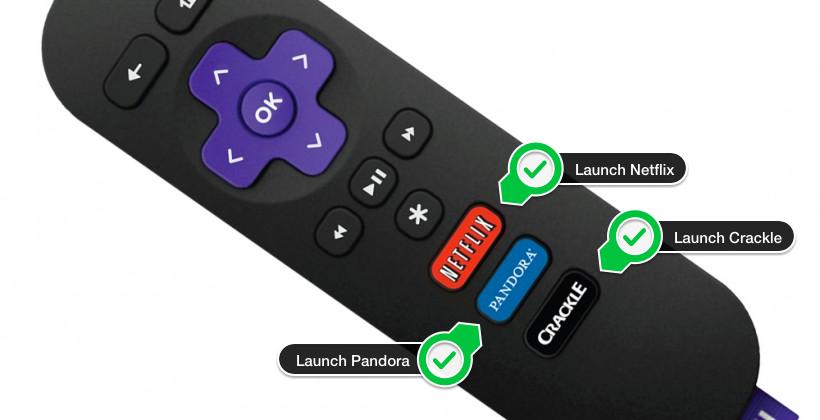 OK
Launch Netflix
NETFLIX
Launch Crackle
PANDORA
CRACKLE
Launch Pandora